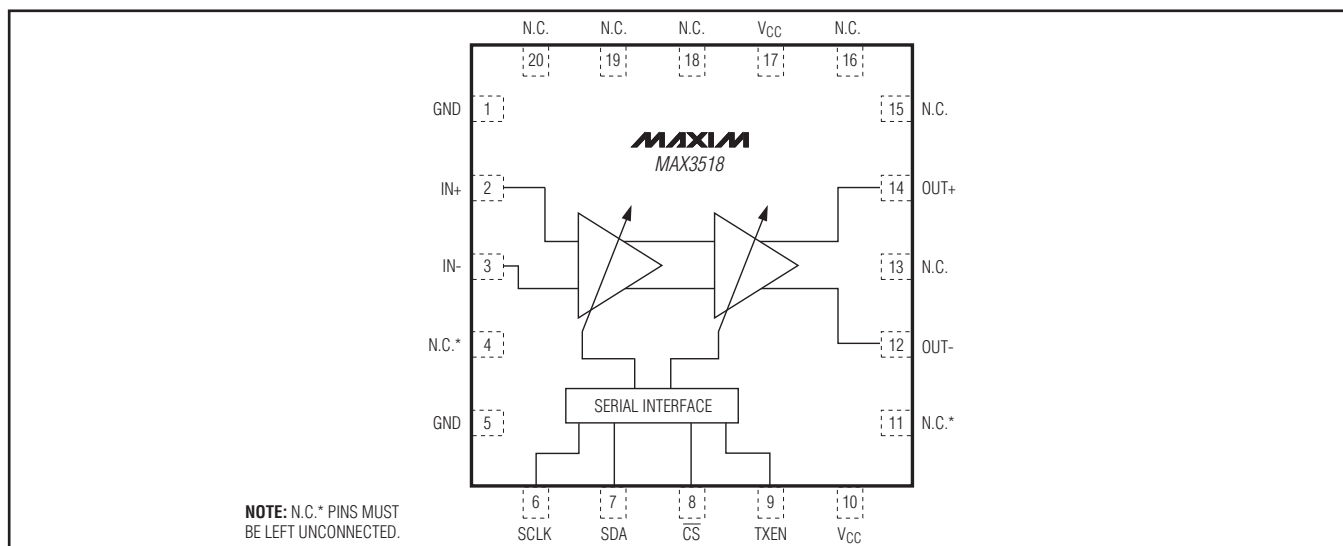 N.C. N.C. N.C. VCC N.C.
20 19 18 17 16
GND 1 15 N.C.
MAXIM
MAX3518
IN+ 2 14 OUT+
IN- 3 13 N.C.
N.C.* 4 12 OUT-
SERIAL INTERFACE
GND 5 11 N.C.*
6 7 8 9 10
NOTE: N.C.* PINS MUST
BE LEFT UNCONNECTED.
SCLK SDA C̅S̅ TXEN VCC